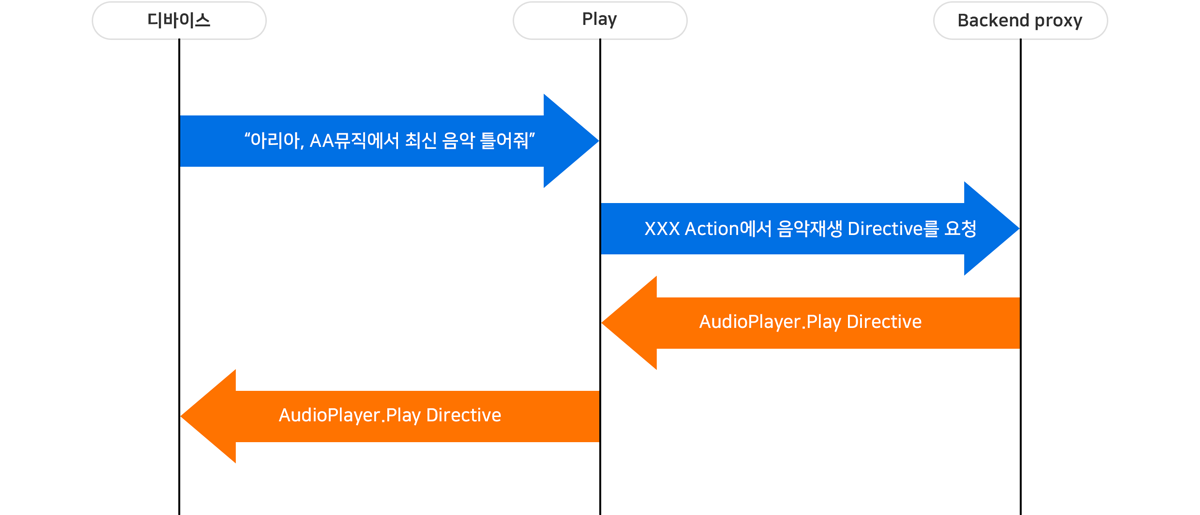 디바이스
Play
Backend proxy
“아리아, AA뮤직에서 최신 음악 틀어줘”
XXX Action에서 음악재생 Directive를 요청
AudioPlayer.Play Directive
AudioPlayer.Play Directive